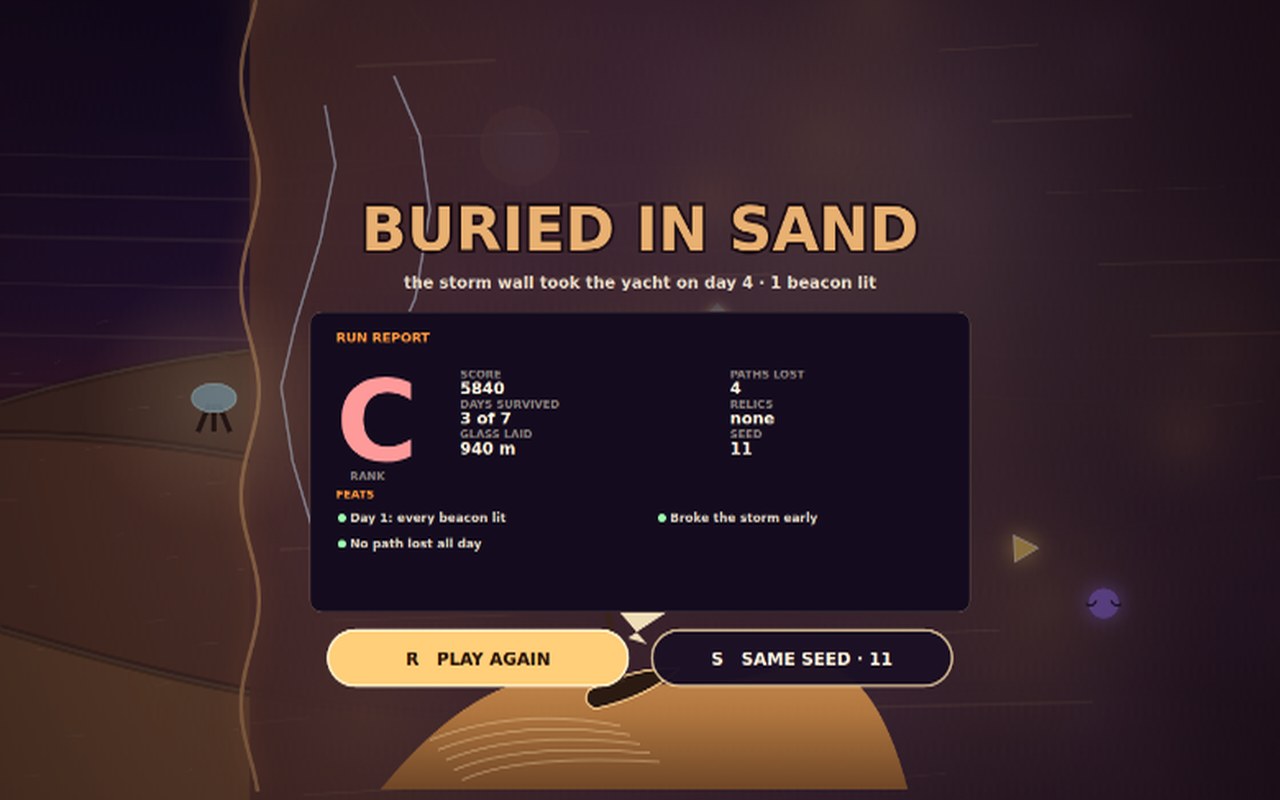 BURIED IN SAND
the storm wall took the yacht on day 4 · 1 beacon lit
RUN REPORT
C
RANK
SCORE
5840
DAYS SURVIVED
3 of 7
GLASS LAID
940 m
PATHS LOST
4
RELICS
none
SEED
11
FEATS
Day 1: every beacon lit
Broke the storm early
No path lost all day
R PLAY AGAIN
S SAME SEED · 11